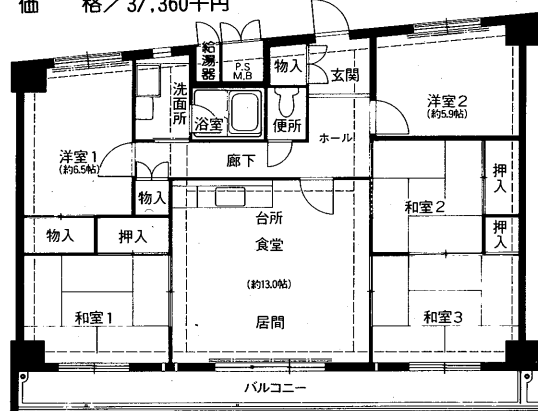 価　　格／37,360千円
給湯器
P.S
M.B
物入
玄関
洗面所
浴室
便所
ホール
洋室2
(約5.9帖)
洋室1
(約6.5帖)
廊下
物入
押入
和室2
台所
食堂
(約13.0帖)
居間
物入
押入
押入
和室1
和室3
バルコニー